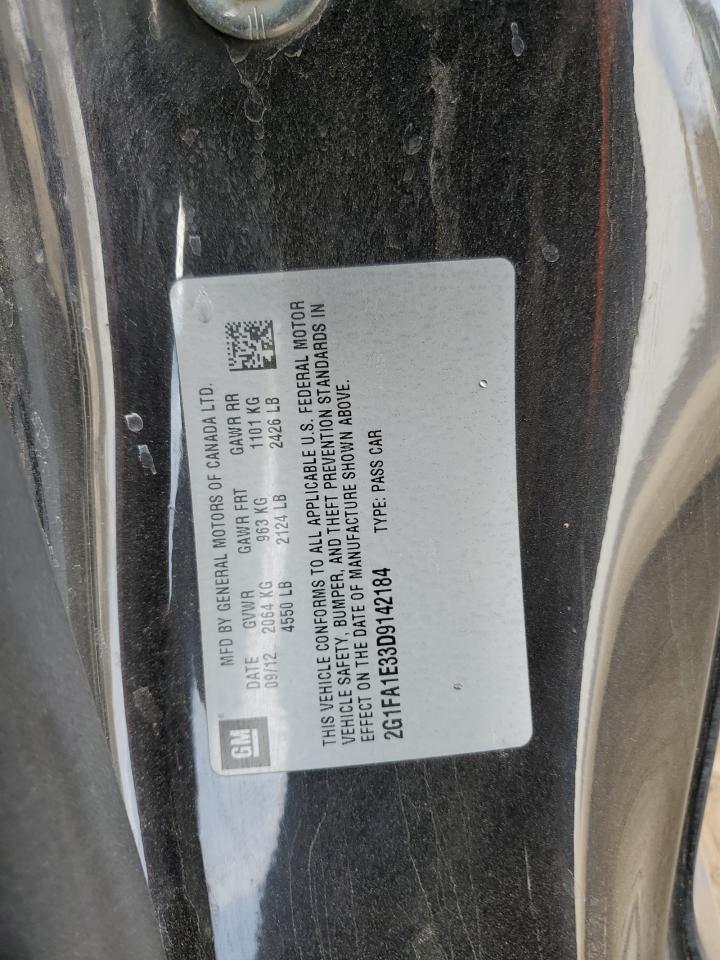 GM
MFD BY GENERAL MOTORS OF CANADA LTD.
DATE GVWR GAWR FRT GAWR RR
09/12 2064 KG 963 KG 1101 KG
4550 LB 2124 LB 2426 LB
THIS VEHICLE CONFORMS TO ALL APPLICABLE U.S. FEDERAL MOTOR
VEHICLE SAFETY, BUMPER, AND THEFT PREVENTION STANDARDS IN
EFFECT ON THE DATE OF MANUFACTURE SHOWN ABOVE.
2G1FA1E33D9142184 TYPE: PASS CAR